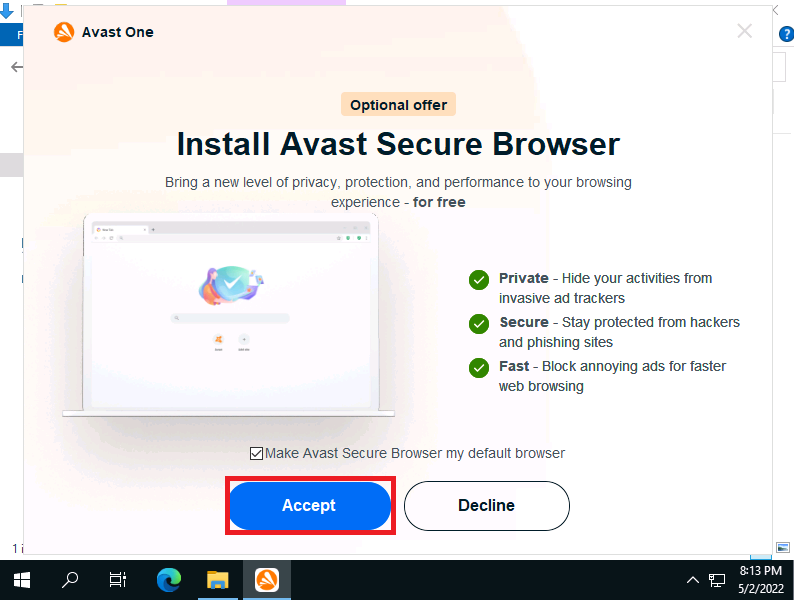 F
Avast One
Optional offer
Install Avast Secure Browser
Bring a new level of privacy, protection, and performance to your browsing
experience - for free
Private - Hide your activities from
invasive ad trackers
Secure - Stay protected from hackers
and phishing sites
Fast - Block annoying ads for faster
web browsing
Make Avast Secure Browser my default browser
Accept
Decline
1 i
8:13 PM
5/2/2022